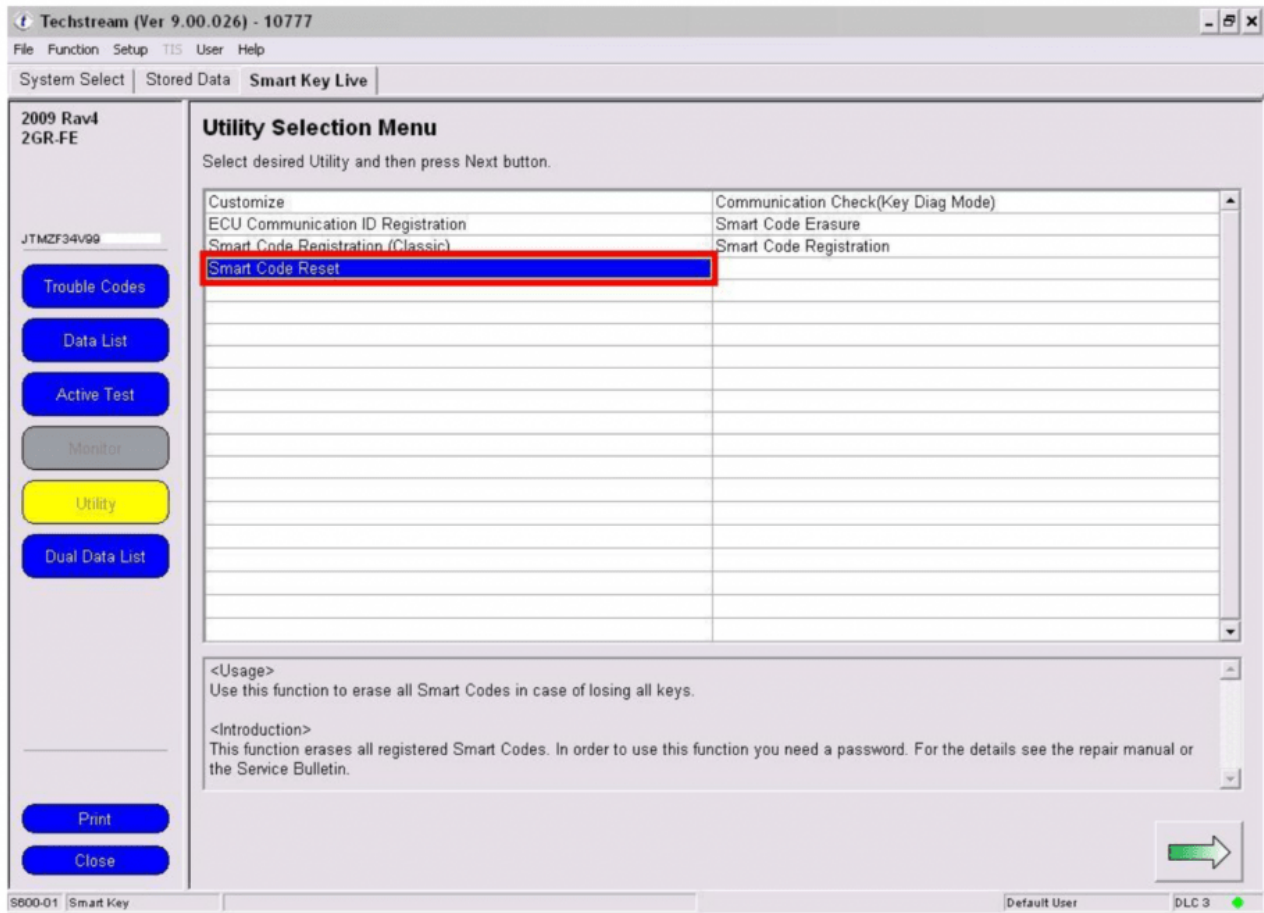 Techstream (Ver 9.00.026) - 10777
File Function Setup TIS User Help
System Select Stored Data Smart Key Live
2009 Rav4
2GR-FE
JTMZF34V99
Trouble Codes
Data List
Active Test
Monitor
Utility
Dual Data List
Print
Close
Utility Selection Menu
Select desired Utility and then press Next button.
Customize Communication Check(Key Diag Mode)
ECU Communication ID Registration Smart Code Erasure
Smart Code Registration (Classic) Smart Code Registration
Smart Code Reset
<Usage>
Use this function to erase all Smart Codes in case of losing all keys.
<Introduction>
This function erases all registered Smart Codes. In order to use this function you need a password. For the details see the repair manual or
the Service Bulletin.
S600-01 Smart Key Default User DLC 3